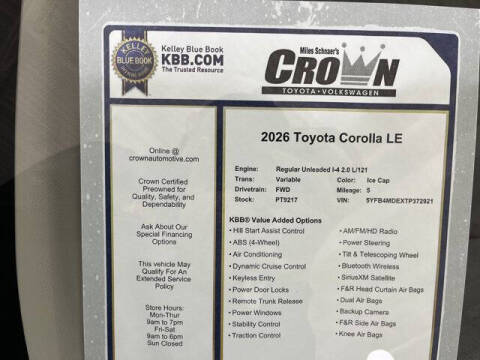 KELLEY
BLUE BOOK
Kelley Blue Book
KBB.COM
The Trusted Resource
Miles Schnaer's
CROWN
TOYOTA • VOLKSWAGEN
Online @
crownautomotive.com
Crown Certified
Preowned for
Quality, Safety, and
Dependability
Ask About Our
Special Financing
Options
This vehicle May
Qualify For An
Extended Service
Policy
Store Hours:
Mon-Thur
9am to 7pm
Fri-Sat
9am to 6pm
Sun Closed
2026 Toyota Corolla LE
Engine: Regular Unleaded I-4 2.0 L/121
Trans: Variable Color: Ice Cap
Drivetrain: FWD Mileage: 5
Stock: PT9217 VIN: 5YFB4MDEXTP372921
KBB® Value Added Options
• Hill Start Assist Control
• ABS (4-Wheel)
• Air Conditioning
• Dynamic Cruise Control
• Keyless Entry
• Power Door Locks
• Remote Trunk Release
• Power Windows
• Stability Control
• Traction Control
• AM/FM/HD Radio
• Power Steering
• Tilt & Telescoping Wheel
• Bluetooth Wireless
• SiriusXM Satellite
• F&R Head Curtain Air Bags
• Dual Air Bags
• Backup Camera
• F&R Side Air Bags
• Knee Air Bags